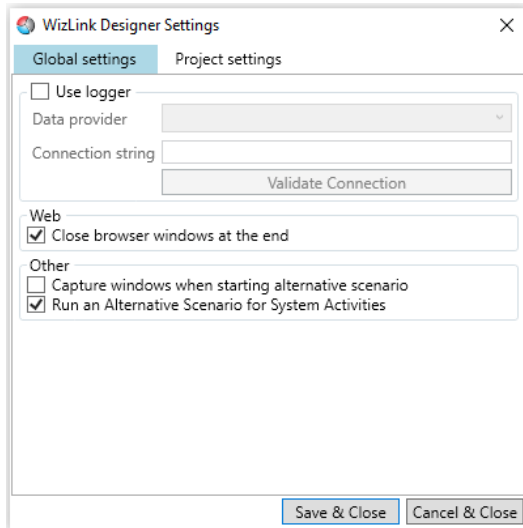 WizLink Designer Settings
Global settings Project settings
Use logger
Data provider
Connection string
Validate Connection
Web
Close browser windows at the end
Other
Capture windows when starting alternative scenario
Run an Alternative Scenario for System Activities
Save & Close Cancel & Close